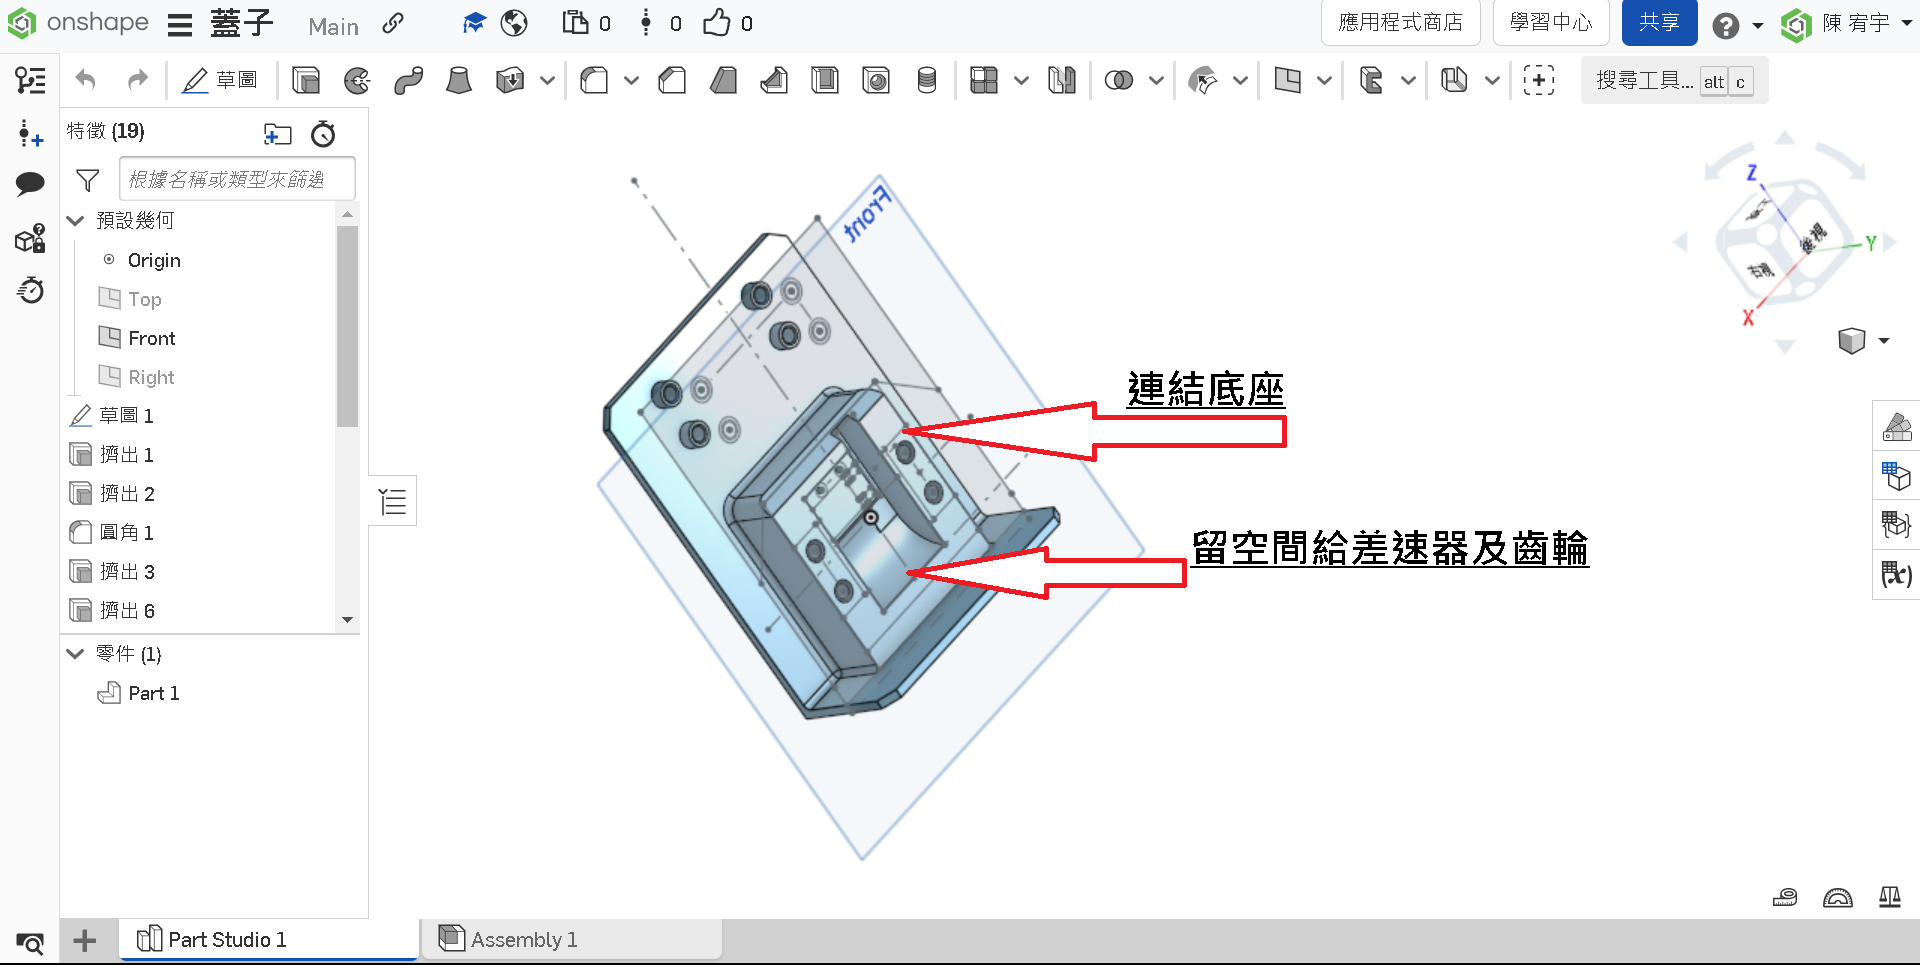 onshape 蓋子 Main 0 0 0 應用程式商店 學習中心 共享 陳 宥宇
草圖 搜尋工具... alt c
特徵 (19)
根據名稱或類型來篩選
預設幾何
Origin
Top
Front
Right
草圖 1
擠出 1
擠出 2
圓角 1
擠出 3
擠出 6
零件 (1)
Part 1
Front
Z
Y
X
後視
右視
連結底座
留空間給差速器及齒輪
(x)
Part Studio 1
Assembly 1